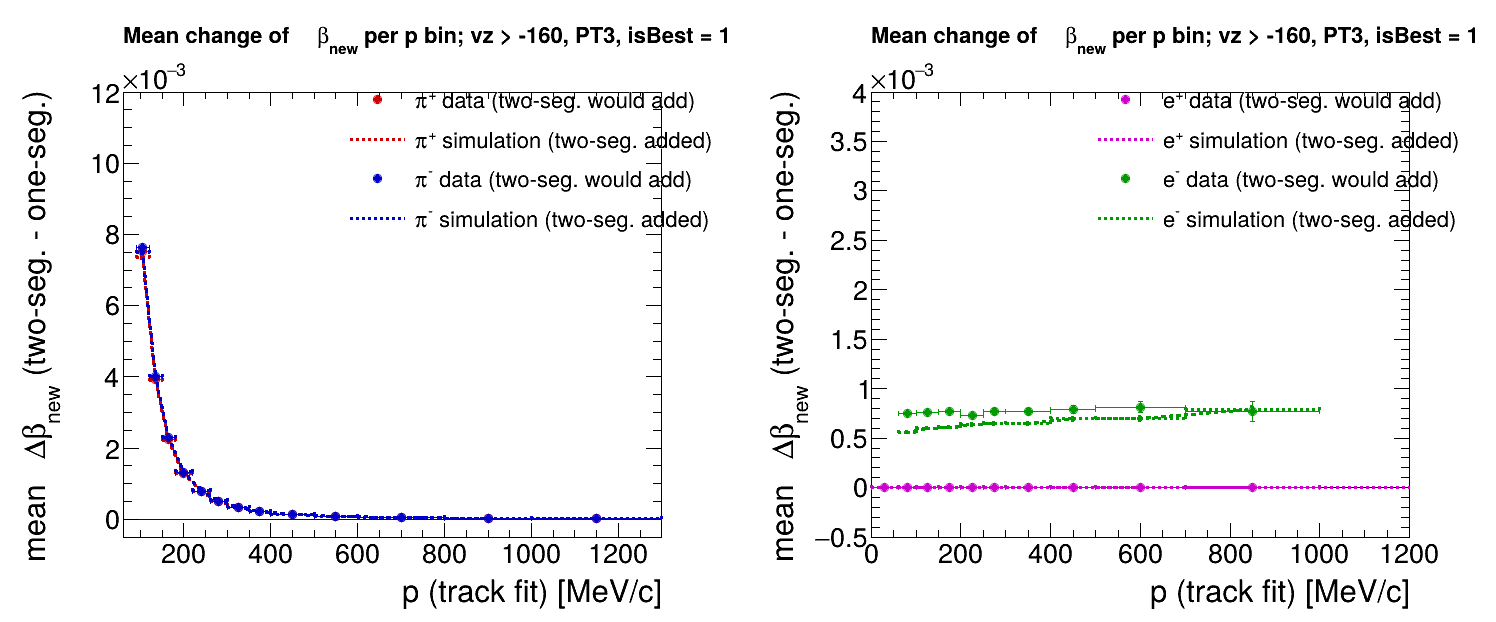 Mean change of β_new per p bin; vz > -160, PT3, isBest = 1
×10⁻³
mean Δβ_new (two-seg. - one-seg.)
12
10
8
6
4
2
0
π⁺ data (two-seg. would add)
π⁺ simulation (two-seg. added)
π⁻ data (two-seg. would add)
π⁻ simulation (two-seg. added)
200 400 600 800 1000 1200
p (track fit) [MeV/c]
Mean change of β_new per p bin; vz > -160, PT3, isBest = 1
×10⁻³
mean Δβ_new (two-seg. - one-seg.)
4
3.5
3
2.5
2
1.5
1
0.5
0
−0.5
e⁺ data (two-seg. would add)
e⁺ simulation (two-seg. added)
e⁻ data (two-seg. would add)
e⁻ simulation (two-seg. added)
0 200 400 600 800 1000 1200
p (track fit) [MeV/c]